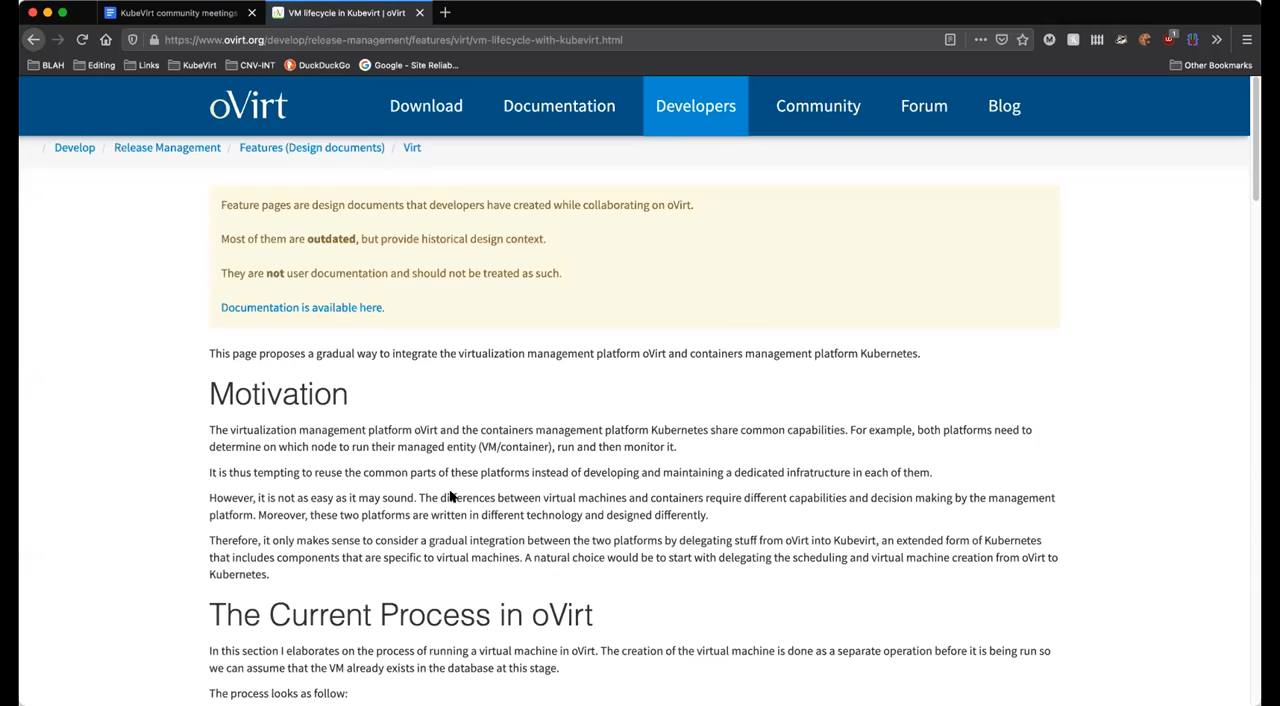 KubeVirt community meetings
VM lifecycle in Kubevirt | oVirt
https://www.ovirt.org/develop/release-management/features/virt/vm-lifecycle-with-kubevirt.html
BLAH
Editing
Links
KubeVirt
CNV-INT
DuckDuckGo
Google - Site Reliab...
Other Bookmarks
oVirt
Download
Documentation
Developers
Community
Forum
Blog
/ Develop / Release Management / Features (Design documents) / Virt
Feature pages are design documents that developers have created while collaborating on oVirt.
Most of them are outdated, but provide historical design context.
They are not user documentation and should not be treated as such.
Documentation is available here.
This page proposes a gradual way to integrate the virtualization management platform oVirt and containers management platform Kubernetes.
Motivation
The virtualization management platform oVirt and the containers management platform Kubernetes share common capabilities. For example, both platforms need to
determine on which node to run their managed entity (VM/container), run and then monitor it.
It is thus tempting to reuse the common parts of these platforms instead of developing and maintaining a dedicated infratructure in each of them.
However, it is not as easy as it may sound. The differences between virtual machines and containers require different capabilities and decision making by the management
platform. Moreover, these two platforms are written in different technology and designed differently.
Therefore, it only makes sense to consider a gradual integration between the two platforms by delegating stuff from oVirt into Kubevirt, an extended form of Kubernetes
that includes components that are specific to virtual machines. A natural choice would be to start with delegating the scheduling and virtual machine creation from oVirt to
Kubernetes.
The Current Process in oVirt
In this section I elaborates on the process of running a virtual machine in oVirt. The creation of the virtual machine is done as a separate operation before it is being run so
we can assume that the VM already exists in the database at this stage.
The process looks as follow: